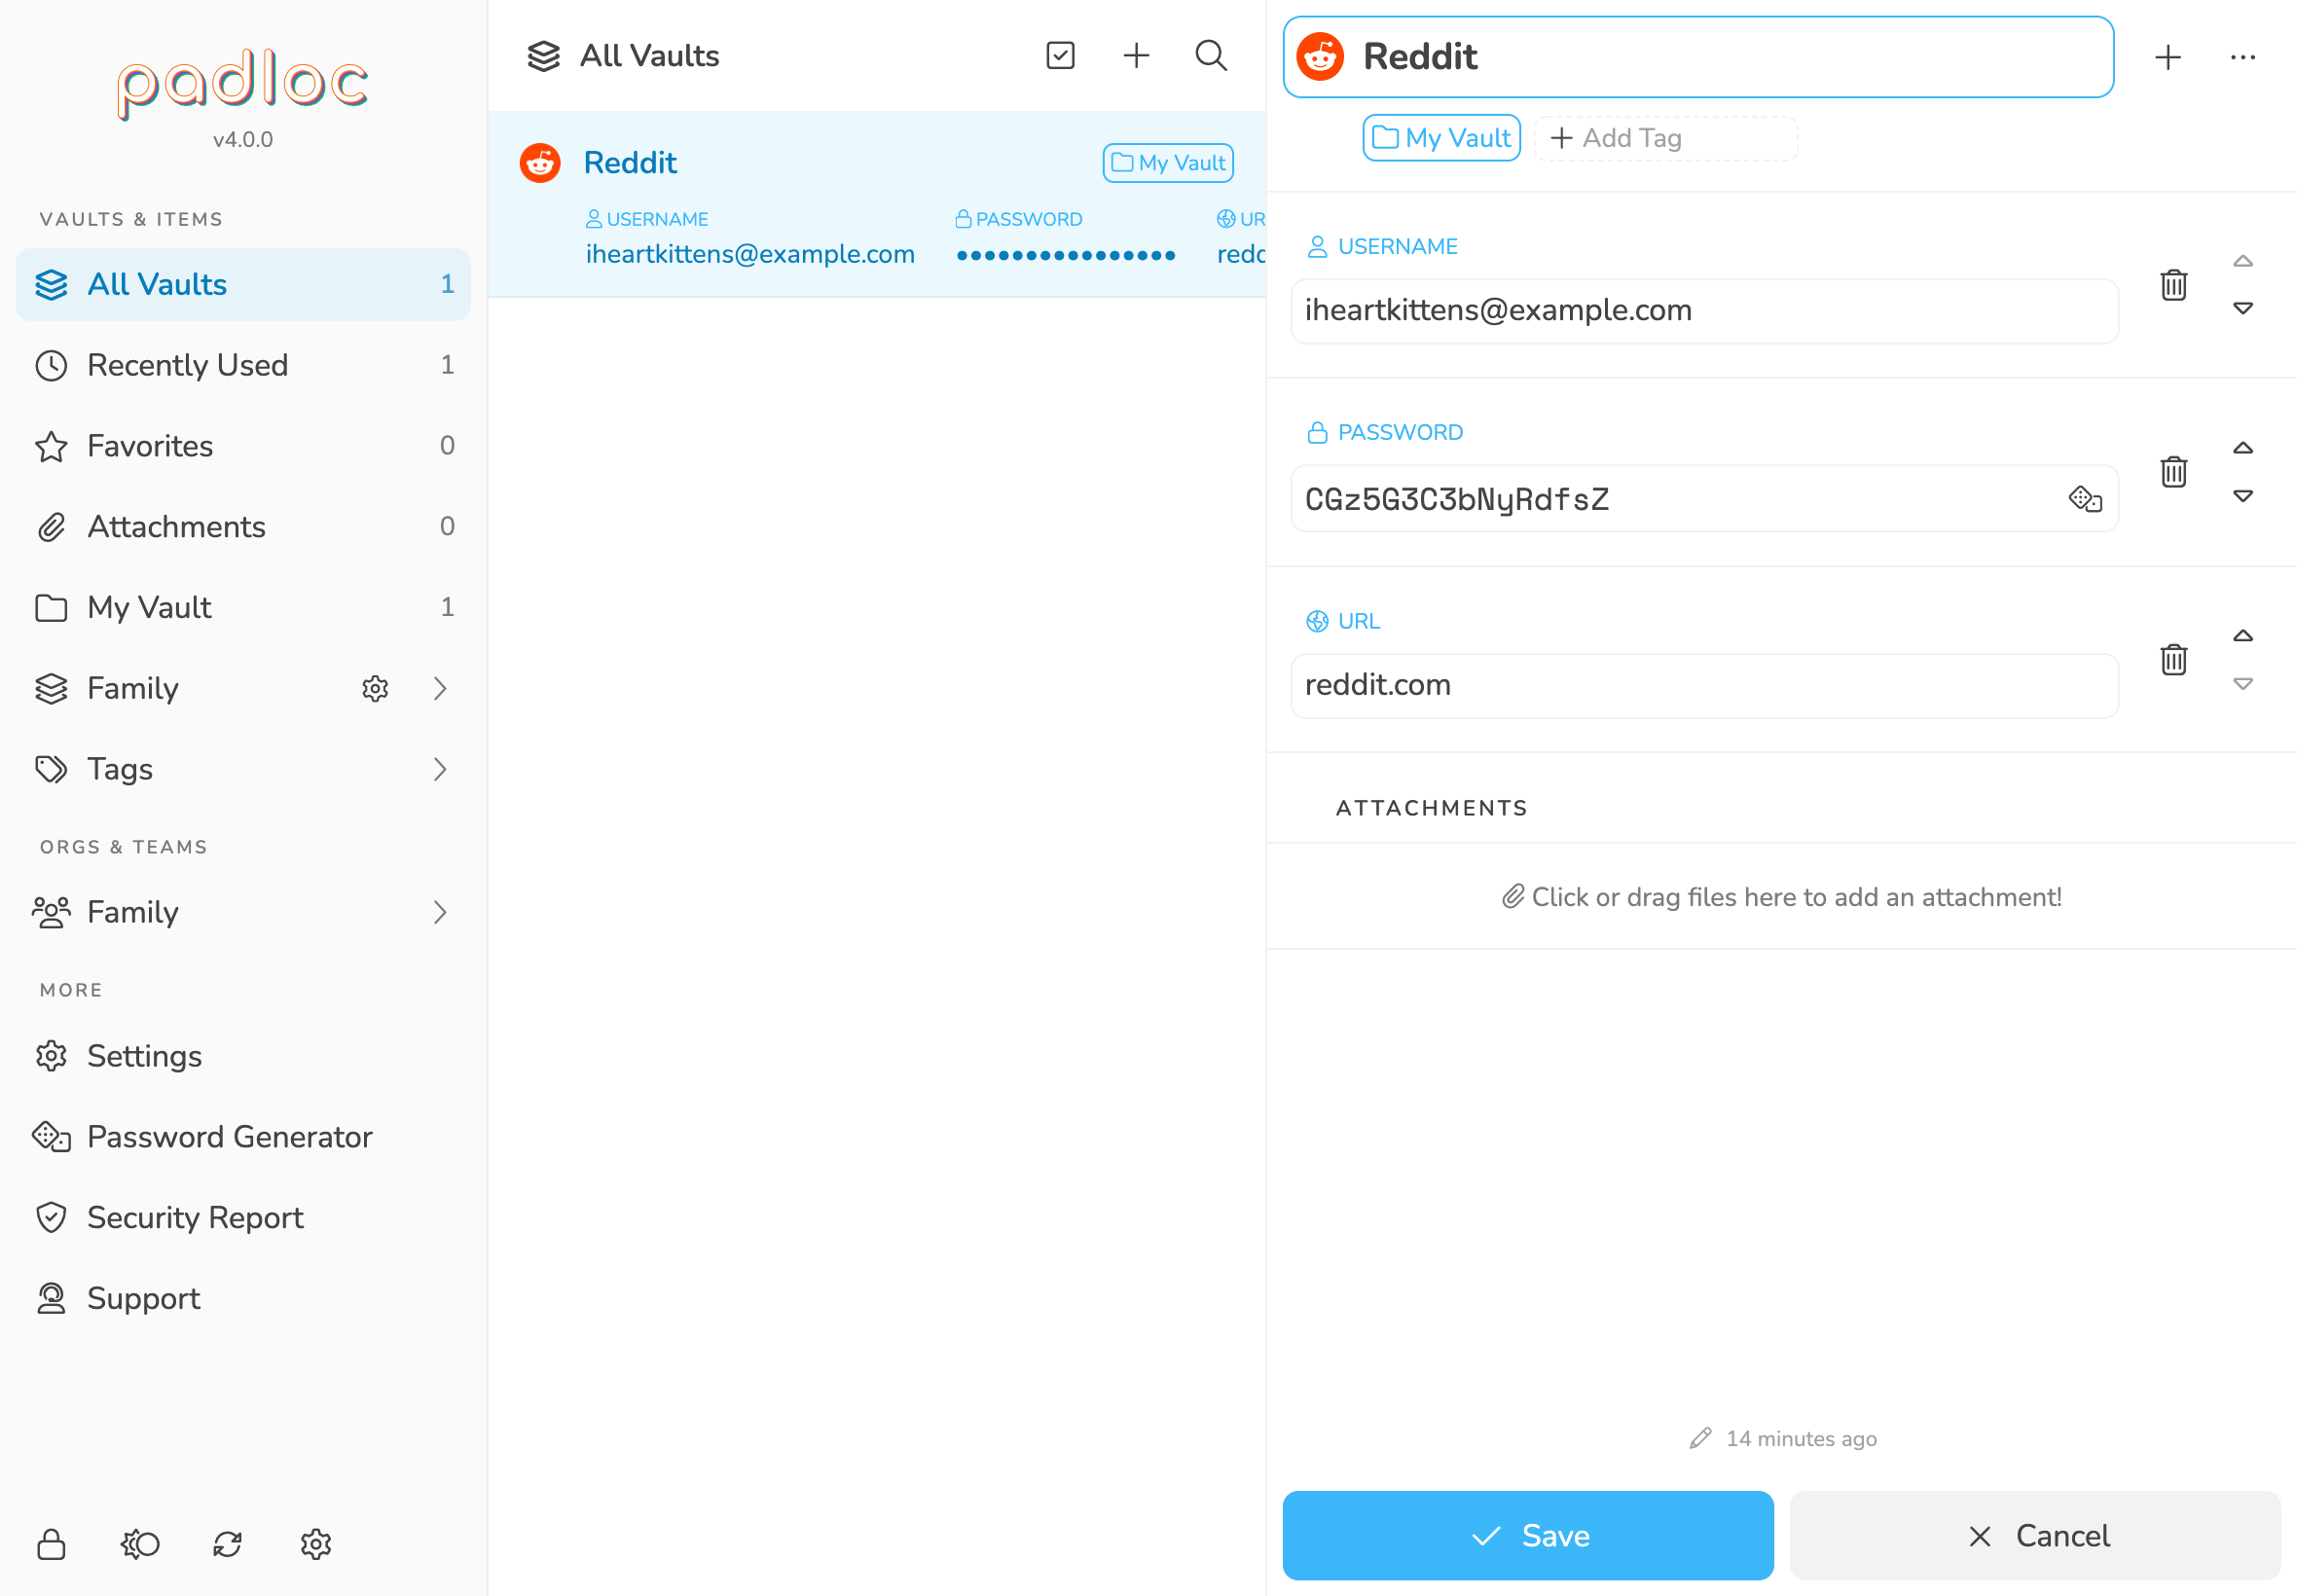 padloc
v4.0.0
VAULTS & ITEMS
All Vaults 1
Recently Used 1
Favorites 0
Attachments 0
My Vault 1
Family
Tags
ORGS & TEAMS
Family
MORE
Settings
Password Generator
Security Report
Support
All Vaults
Reddit My Vault
USERNAME PASSWORD UR
iheartkittens@example.com ●●●●●●●●●●●●●●●● redd
Reddit
My Vault Add Tag
USERNAME
iheartkittens@example.com
PASSWORD
CGz5G3C3bNyRdfsZ
URL
reddit.com
ATTACHMENTS
Click or drag files here to add an attachment!
14 minutes ago
Save Cancel